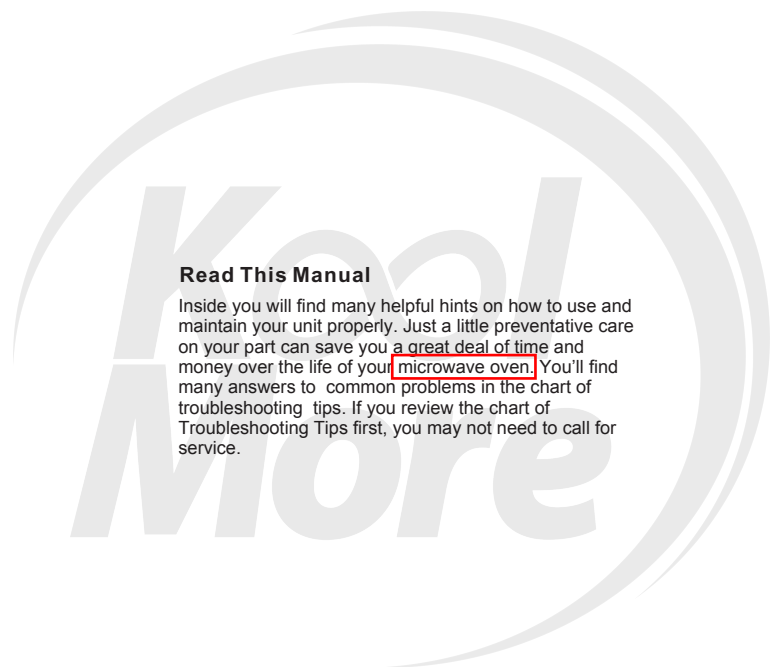 Kool
More
Read This Manual
Inside you will find many helpful hints on how to use and
maintain your unit properly. Just a little preventative care
on your part can save you a great deal of time and
money over the life of your microwave oven. You’ll find
many answers to common problems in the chart of
troubleshooting tips. If you review the chart of
Troubleshooting Tips first, you may not need to call for
service.